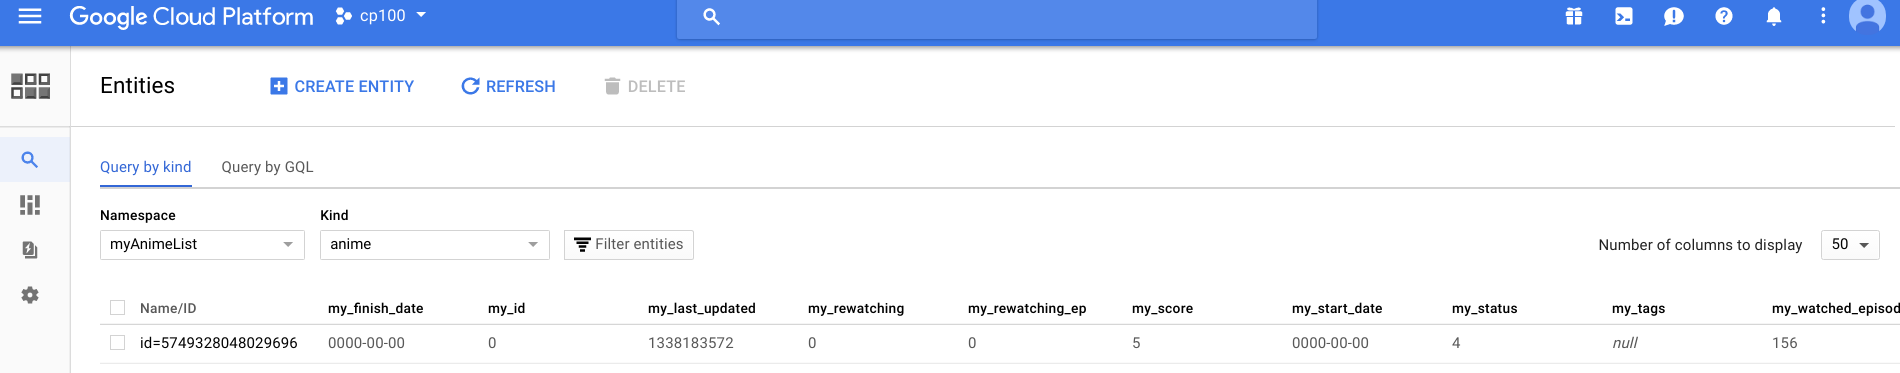 Google Cloud Platform cp100
Entities CREATE ENTITY REFRESH DELETE
Query by kind Query by GQL
Namespace Kind
myAnimeList anime Filter entities Number of columns to display 50
Name/ID my_finish_date my_id my_last_updated my_rewatching my_rewatching_ep my_score my_start_date my_status my_tags my_watched_episod
id=5749328048029696 0000-00-00 0 1338183572 0 0 5 0000-00-00 4 null 156